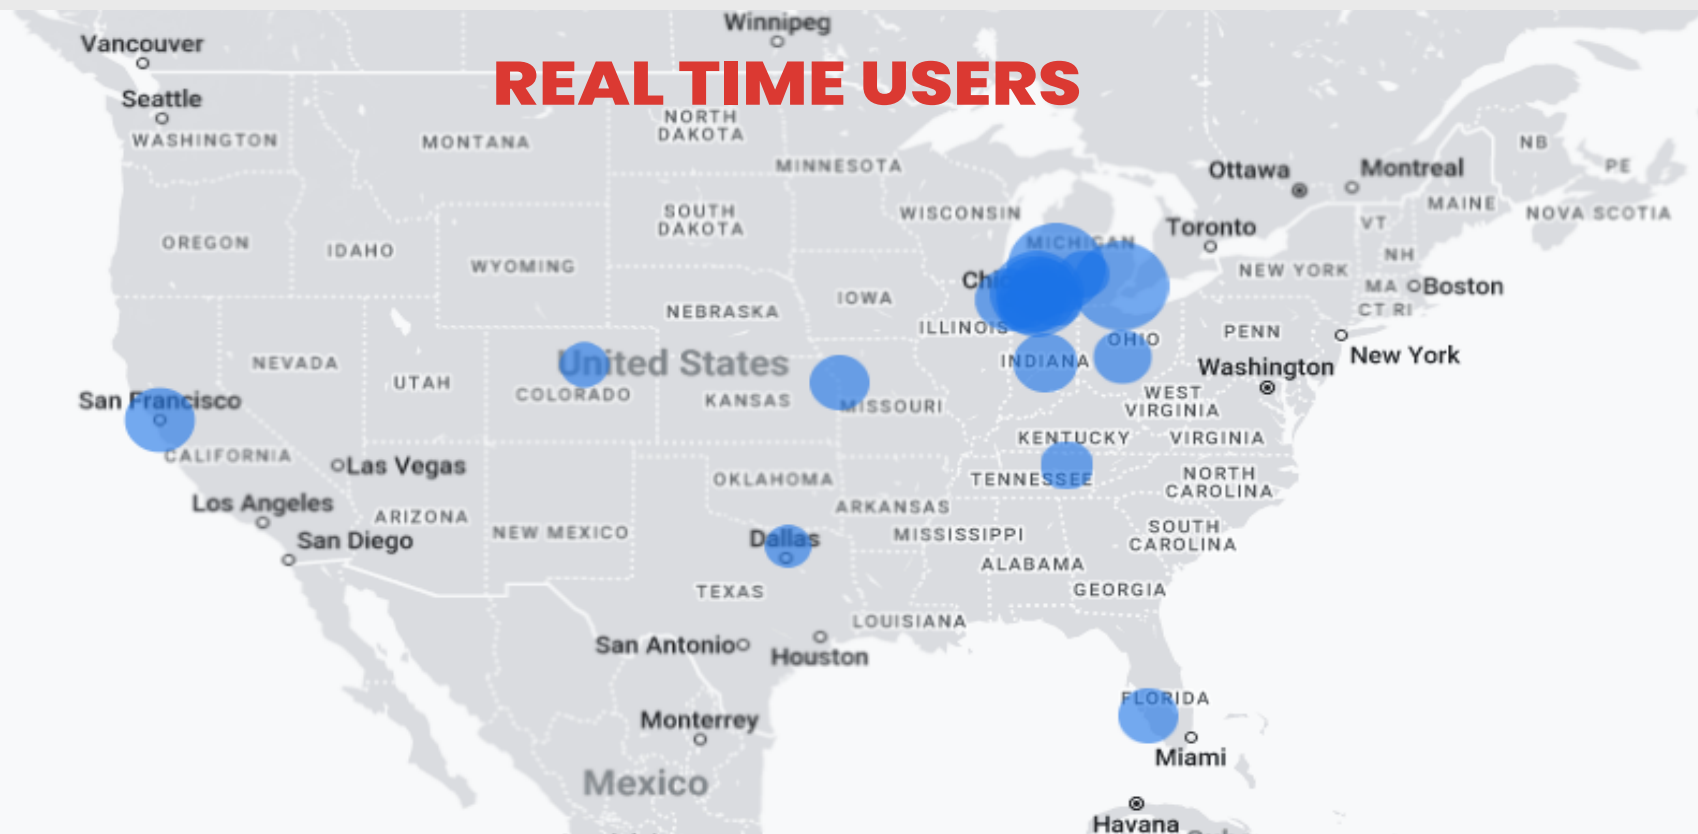 Winnipeg
Vancouver
REAL TIME USERS
Seattle
NORTH
DAKOTA
WASHINGTON
MONTANA
MINNESOTA
NB
Ottawa
Montreal
PE
MAINE
SOUTH
DAKOTA
WISCONSIN
NOVA SCOTIA
VT
Toronto
OREGON
IDAHO
MICHIGAN
NH
WYOMING
NEW YORK
Chi
MA
Boston
IOWA
NEBRASKA
CT RI
ILLINOIS
PENN
OHIO
New York
NEVADA
United States
INDIANA
Washington
UTAH
COLORADO
WEST
VIRGINIA
San Francisco
KANSAS
MISSOURI
KENTUCKY
VIRGINIA
CALIFORNIA
Las Vegas
OKLAHOMA
TENNESSEE
NORTH
CAROLINA
Los Angeles
ARIZONA
ARKANSAS
NEW MEXICO
MISSISSIPPI
SOUTH
CAROLINA
San Diego
Dallas
ALABAMA
TEXAS
GEORGIA
LOUISIANA
San Antonio
Houston
FLORIDA
Monterrey
Miami
Mexico
Havana